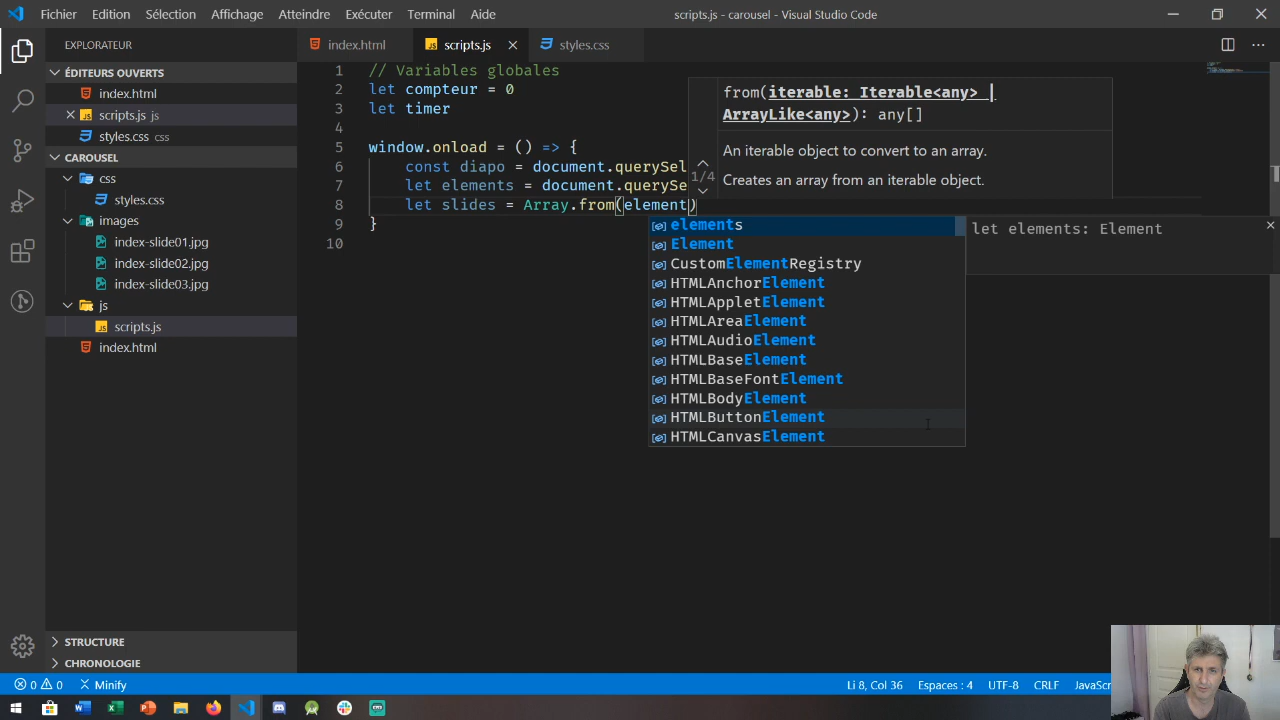 Fichier Edition Sélection Affichage Atteindre Exécuter Terminal Aide
scripts.js - carousel - Visual Studio Code
EXPLORATEUR
ÉDITEURS OUVERTS
index.html
scripts.js js
styles.css css
CAROUSEL
css
styles.css
images
index-slide01.jpg
index-slide02.jpg
index-slide03.jpg
js
scripts.js
index.html
STRUCTURE
CHRONOLOGIE
index.html scripts.js styles.css
1 // Variables globales
2 let compteur = 0
3 let timer
4
5 window.onload = () => {
6 const diapo = document.querySel
7 let elements = document.querySe
8 let slides = Array.from(element)
9 }
10
from(iterable: Iterable<any> |
ArrayLike<any>): any[]
1/4
An iterable object to convert to an array.
Creates an array from an iterable object.
elements
Element
CustomElementRegistry
HTMLAnchorElement
HTMLAppletElement
HTMLAreaElement
HTMLAudioElement
HTMLBaseElement
HTMLBaseFontElement
HTMLBodyElement
HTMLButtonElement
HTMLCanvasElement
let elements: Element
0 0 Minify
Li 8, Col 36 Espaces : 4 UTF-8 CRLF JavaScr